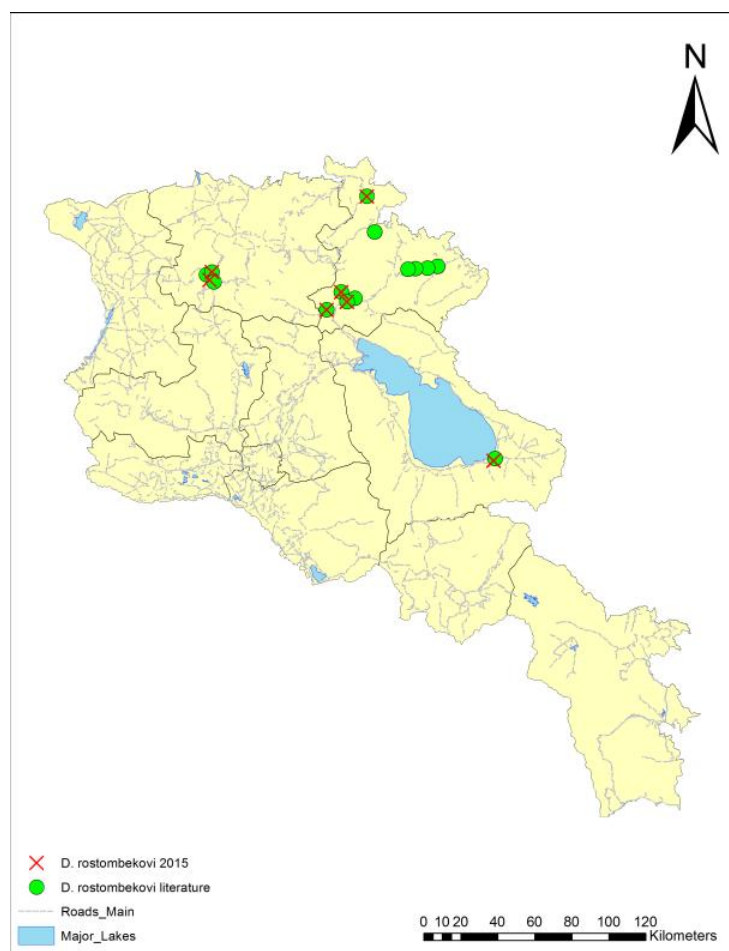 N
D. rostombekovi 2015
D. rostombekovi literature
Roads_Main
Major_Lakes
0 10 20 40 60 80 100 120
Kilometers